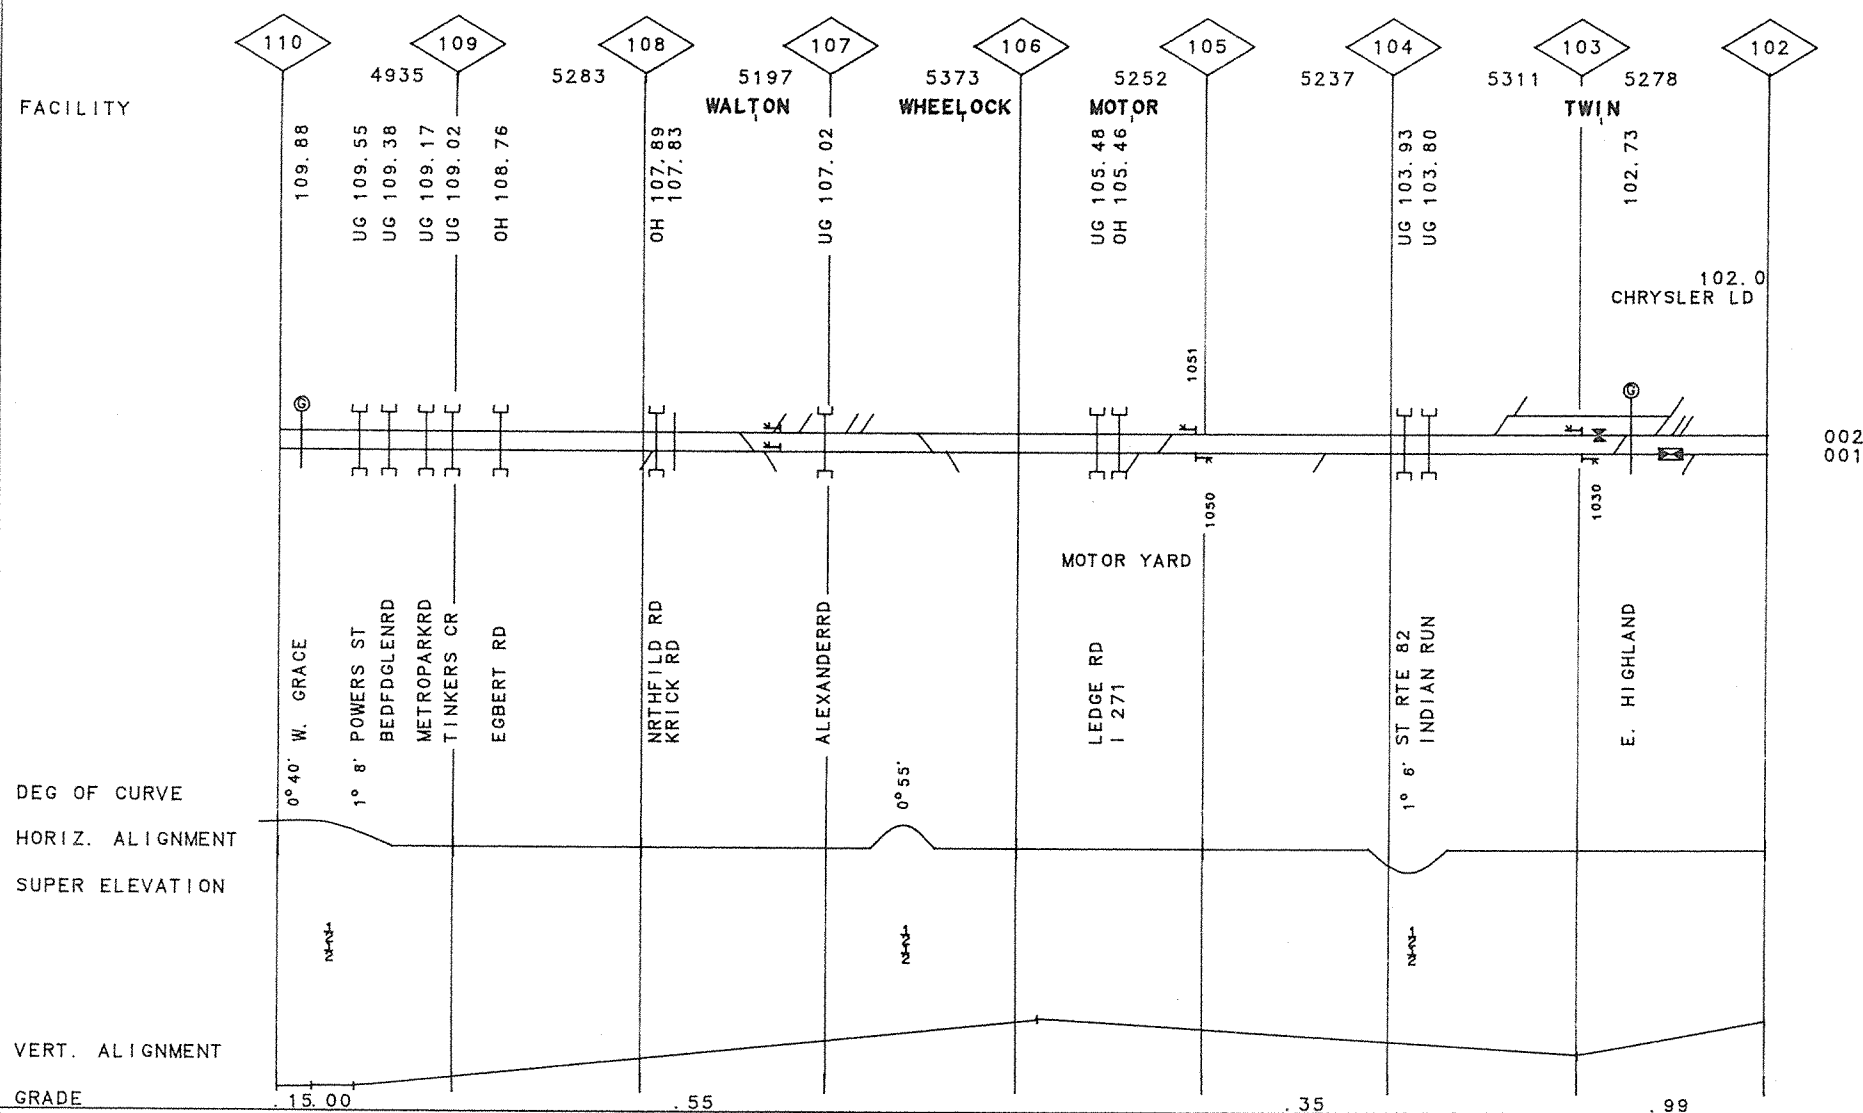 110 109 108 107 106 105 104 103 102
4935 5283 5197 5373 5252 5237 5311 5278
FACILITY
WALTON WHEELOCK MOTOR TWIN
109.88
UG 109.55
UG 109.38
UG 109.17
UG 109.02
OH 108.76
OH 107.89
107.83
UG 107.02
UG 105.48
OH 105.46
UG 103.93
UG 103.80
102.73
102.0
CHRYSLER LD
1051
G
G
002
001
1050
1030
MOTOR YARD
W. GRACE
POWERS ST
BEDFDGLENRD
METROPARKRD
TINKERS CR
EGBERT RD
NRTHFILD RD
KRICK RD
ALEXANDERRD
LEDGE RD
I 271
ST RTE 82
INDIAN RUN
E. HIGHLAND
DEG OF CURVE
0°40'
1° 8'
0°55'
1° 6'
HORIZ. ALIGNMENT
SUPER ELEVATION
VERT. ALIGNMENT
GRADE
.15.00 .55 .35 .99